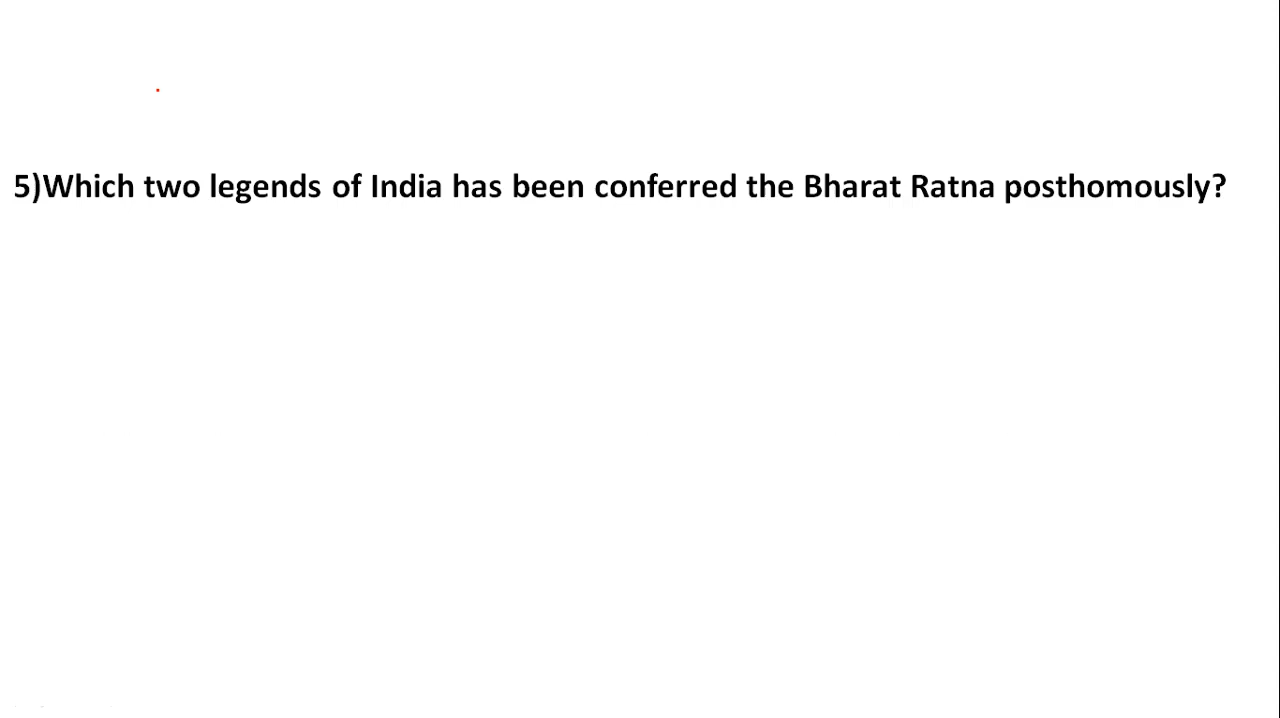 5)Which two legends of India has been conferred the Bharat Ratna posthomously?